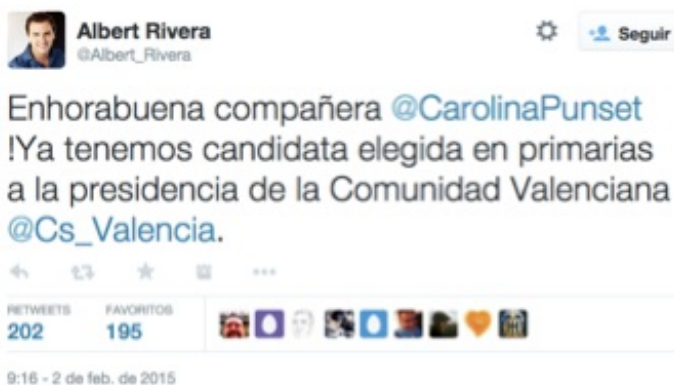 Albert Rivera
@Albert_Rivera
Seguir
Enhorabuena compañera @CarolinaPunset
!Ya tenemos candidata elegida en primarias
a la presidencia de la Comunidad Valenciana
@Cs_Valencia.
RETWEETS FAVORITOS
202 195
9:16 - 2 de feb. de 2015